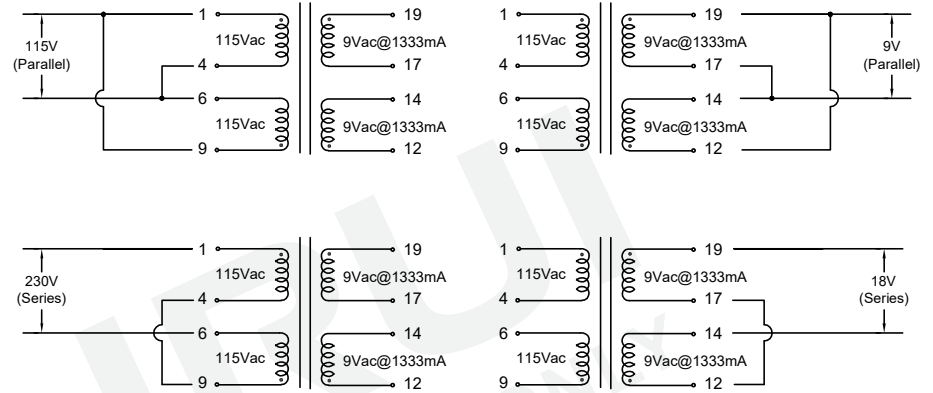 1 19 1 19
115V (Parallel) 115Vac 9Vac@1333mA 115Vac 9Vac@1333mA 9V (Parallel)
4 17 4 17
6 14 6 14
115Vac 9Vac@1333mA 115Vac 9Vac@1333mA
9 12 9 12
1 19 1 19
230V (Series) 115Vac 9Vac@1333mA 115Vac 9Vac@1333mA 18V (Series)
4 17 4 17
6 14 6 14
115Vac 9Vac@1333mA 115Vac 9Vac@1333mA
9 12 9 12